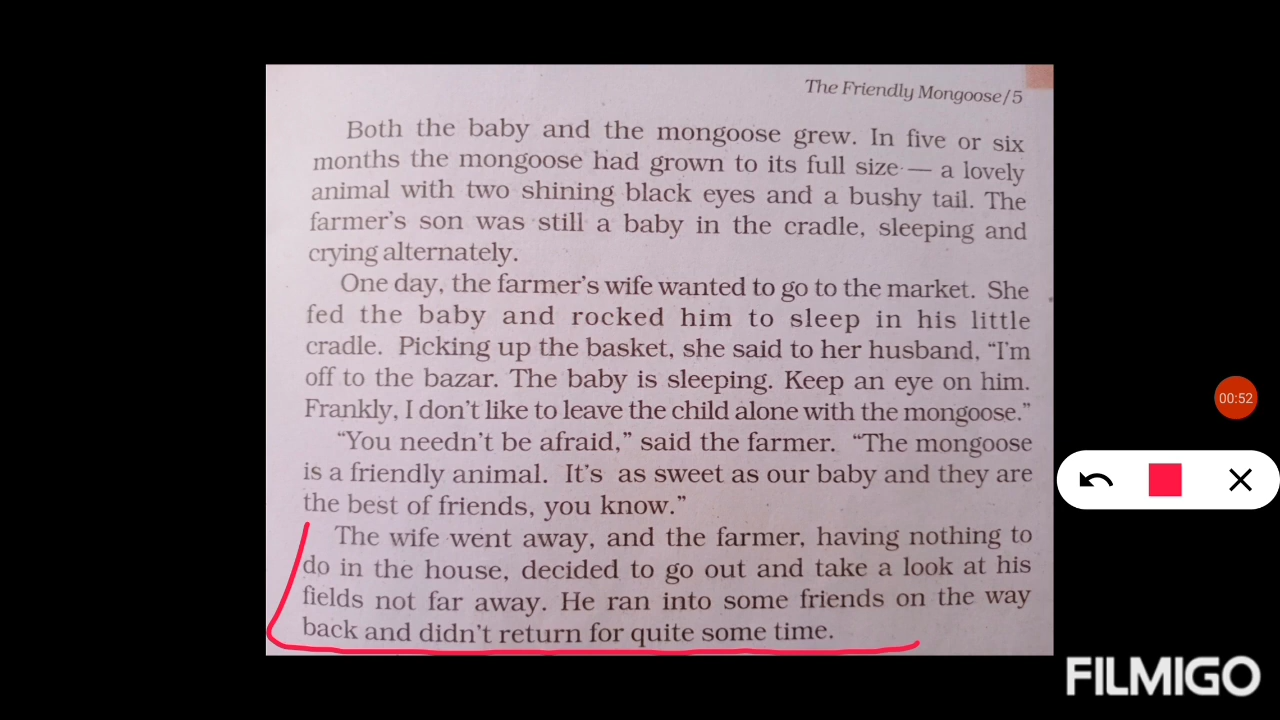 The Friendly Mongoose/5
Both the baby and the mongoose grew. In five or six
months the mongoose had grown to its full size — a lovely
animal with two shining black eyes and a bushy tail. The
farmer's son was still a baby in the cradle, sleeping and
crying alternately.
One day, the farmer's wife wanted to go to the market. She
fed the baby and rocked him to sleep in his little
cradle. Picking up the basket, she said to her husband, “I'm
off to the bazar. The baby is sleeping. Keep an eye on him.
Frankly, I don't like to leave the child alone with the mongoose.”
“You needn't be afraid,” said the farmer. “The mongoose
is a friendly animal. It's as sweet as our baby and they are
the best of friends, you know.”
The wife went away, and the farmer, having nothing to
do in the house, decided to go out and take a look at his
fields not far away. He ran into some friends on the way
back and didn't return for quite some time.
00:52
FILMIGO